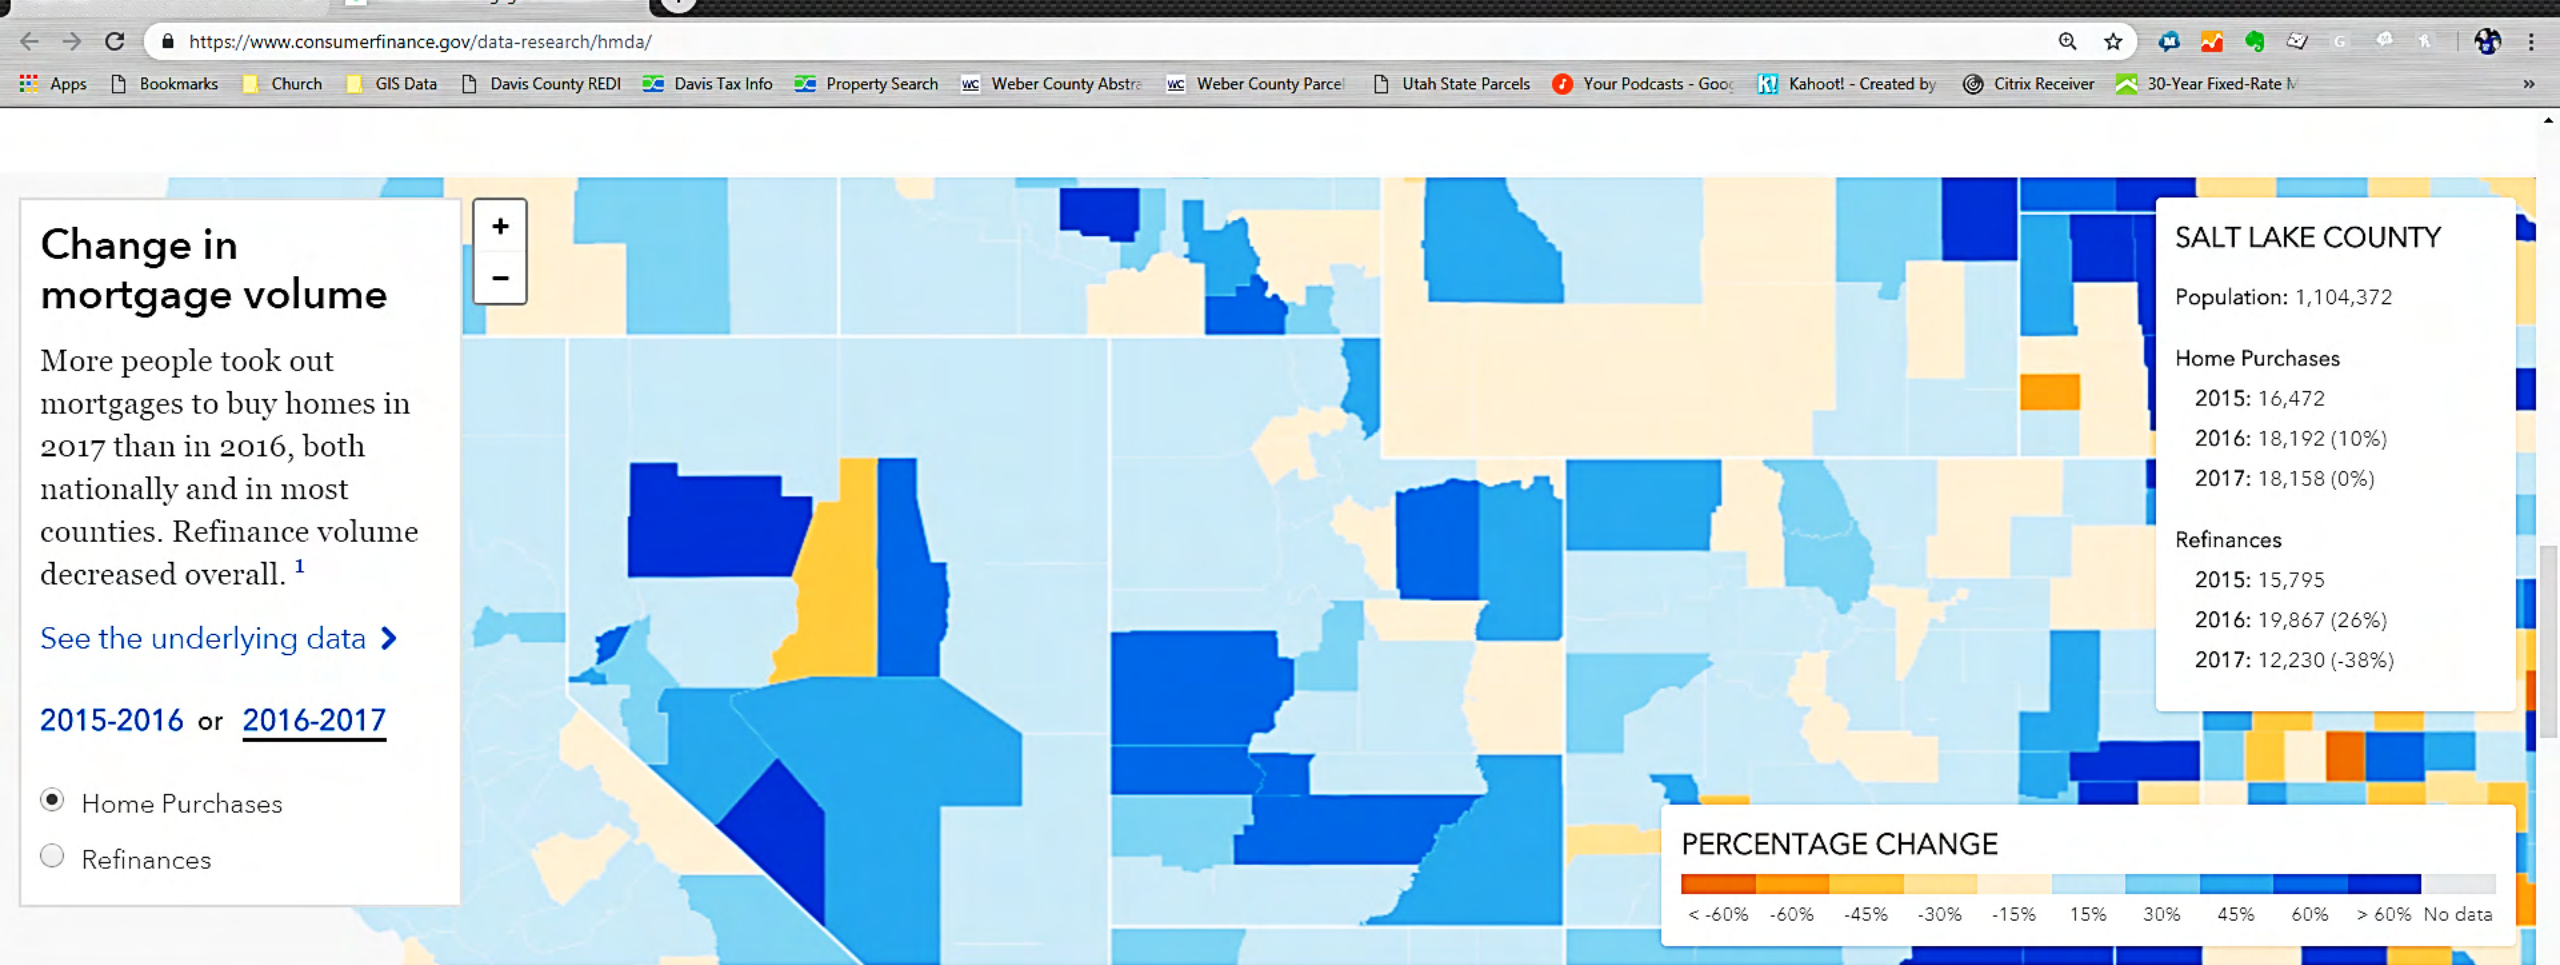 https://www.consumerfinance.gov/data-research/hmda/
Apps Bookmarks Church GIS Data Davis County REDI Davis Tax Info Property Search WC Weber County Abstra WC Weber County Parcel Utah State Parcels Your Podcasts - Goog Kahoot! - Created by Citrix Receiver 30-Year Fixed-Rate M »
Change in
mortgage volume
More people took out
mortgages to buy homes in
2017 than in 2016, both
nationally and in most
counties. Refinance volume
decreased overall. 1
See the underlying data
2015-2016 or 2016-2017
Home Purchases
Refinances
+
−
SALT LAKE COUNTY
Population: 1,104,372
Home Purchases
2015: 16,472
2016: 18,192 (10%)
2017: 18,158 (0%)
Refinances
2015: 15,795
2016: 19,867 (26%)
2017: 12,230 (-38%)
PERCENTAGE CHANGE
< -60% -60% -45% -30% -15% 15% 30% 45% 60% > 60% No data